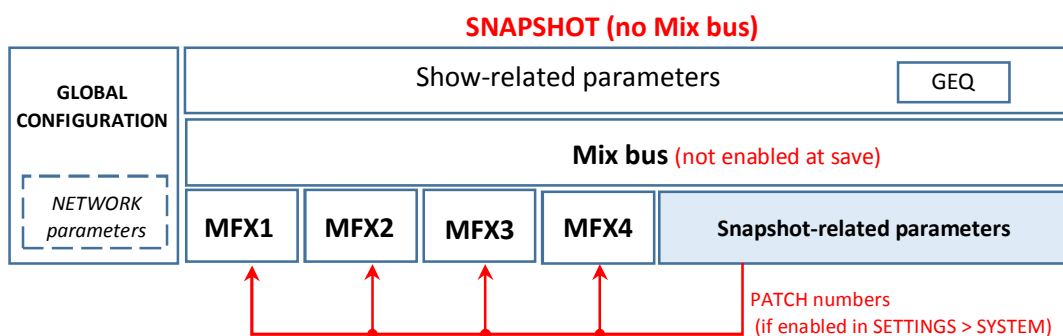 SNAPSHOT (no Mix bus)
GLOBAL
CONFIGURATION
NETWORK
parameters
Show-related parameters
GEQ
Mix bus (not enabled at save)
MFX1
MFX2
MFX3
MFX4
Snapshot-related parameters
PATCH numbers
(if enabled in SETTINGS > SYSTEM)